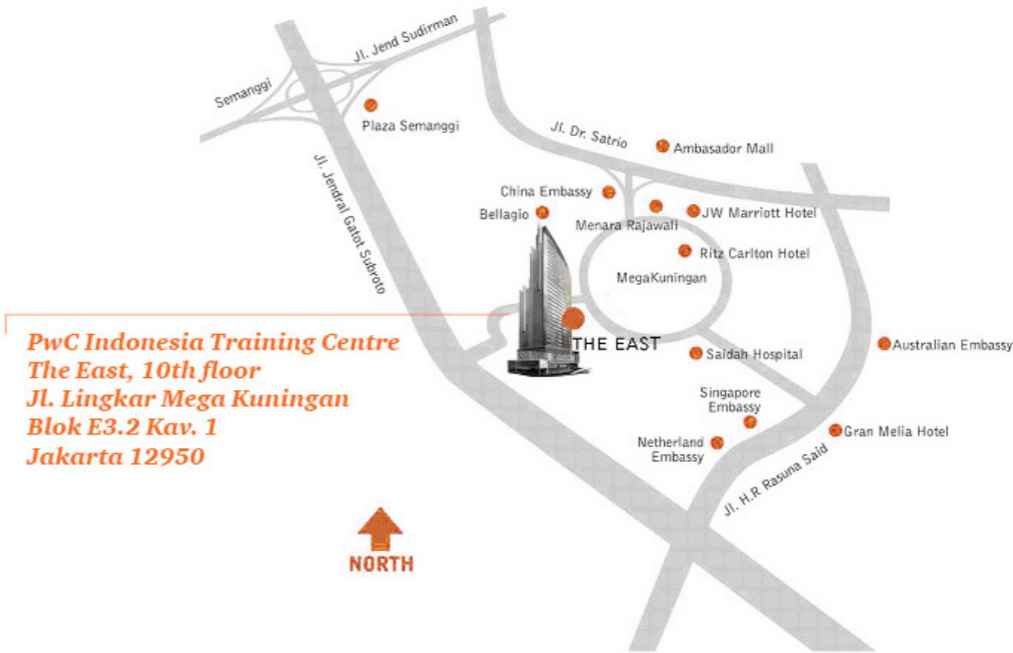 Jl. Jend Sudirman
Semanggi
Plaza Semanggi
Jl. Dr. Satrio
Ambasador Mall
Jl. Jendral Gatot Subroto
China Embassy
Bellagio
JW Marriott Hotel
Menara Rajawali
Ritz Carlton Hotel
MegaKuningan
PwC Indonesia Training Centre
The East, 10th floor
Jl. Lingkar Mega Kuningan
Blok E3.2 Kav. 1
Jakarta 12950
THE EAST
Saidah Hospital
Australian Embassy
Singapore
Embassy
Gran Melia Hotel
Netherland
Embassy
Jl. H.R Rasuna Said
NORTH